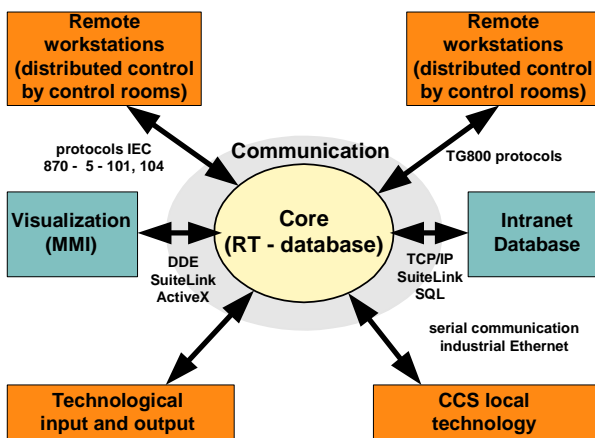 Remote
workstations
(distributed control
by control rooms)
Remote
workstations
(distributed control
by control rooms)
protocols IEC
870 - 5 - 101, 104
Communication
TG800 protocols
Visualization
(MMI)
Core
(RT - database)
Intranet
Database
DDE
SuiteLink
ActiveX
TCP/IP
SuiteLink
SQL
serial communication
industrial Ethernet
Technological
input and output
CCS local
technology